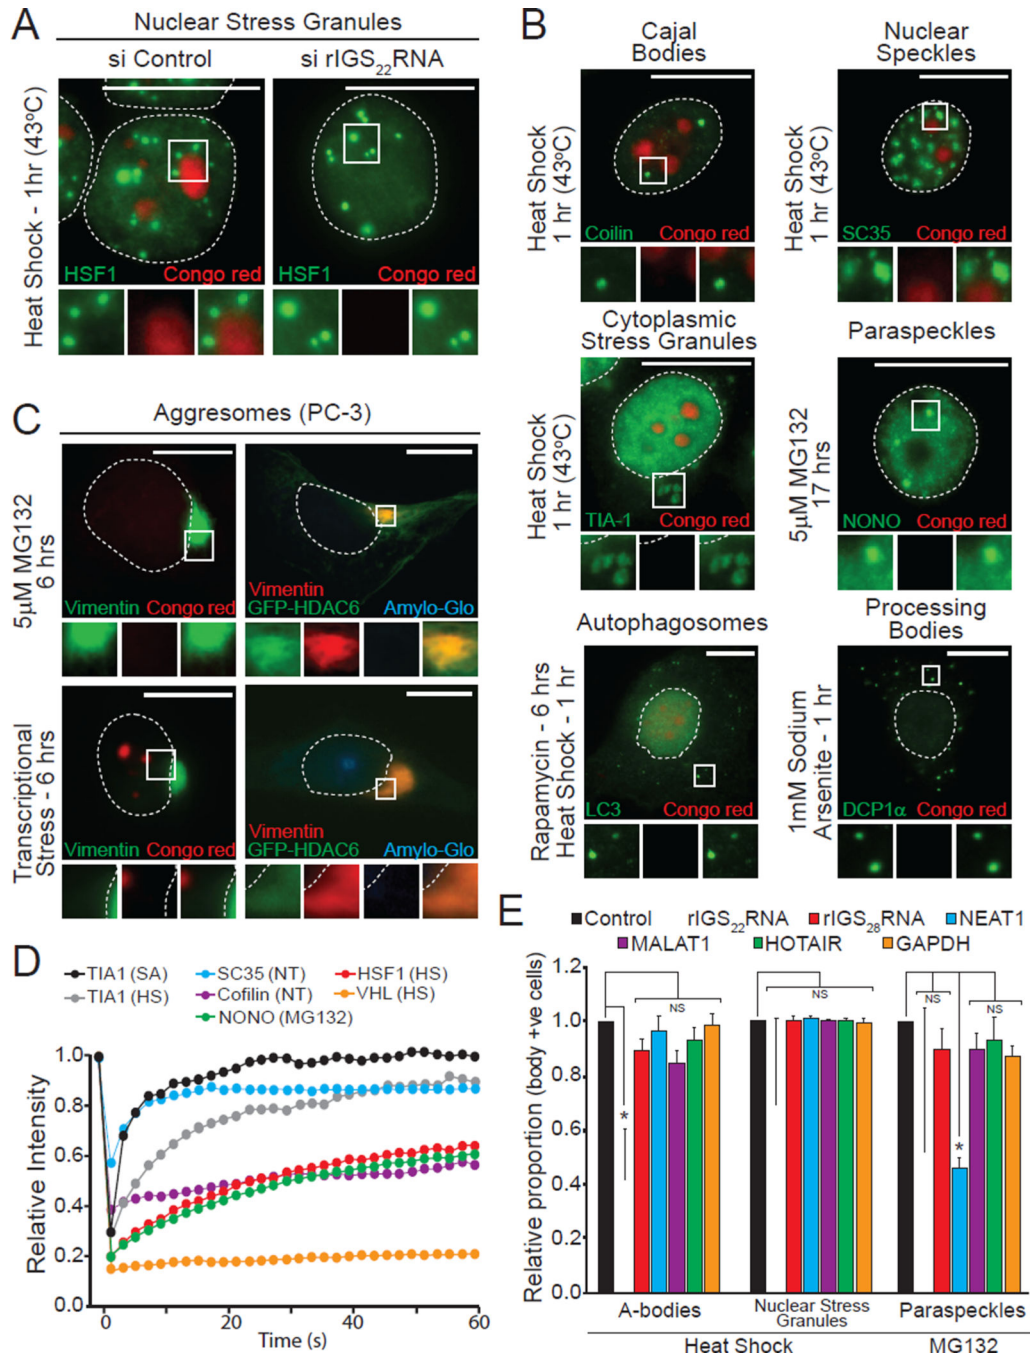 A
Nuclear Stress Granules
si Control
si rIGS22RNA
Heat Shock - 1hr (43ºC)
HSF1
Congo red
HSF1
Congo red
B
Cajal
Bodies
Nuclear
Speckles
Heat Shock
1 hr (43ºC)
Coilin
Congo red
Heat Shock
1 hr (43ºC)
SC35
Congo red
Cytoplasmic
Stress Granules
Paraspeckles
Heat Shock
1 hr (43ºC)
TIA-1
Congo red
5µM MG132
17 hrs
NONO
Congo red
Autophagosomes
Processing
Bodies
Rapamycin - 6 hrs
Heat Shock - 1 hr
LC3
Congo red
1mM Sodium
Arsenite - 1 hr
DCP1α
Congo red
C
Aggresomes (PC-3)
5µM MG132
6 hrs
Vimentin Congo red
Vimentin
GFP-HDAC6
Amylo-Glo
Transcriptional
Stress - 6 hrs
Vimentin Congo red
Vimentin
GFP-HDAC6
Amylo-Glo
D
TIA1 (SA)
SC35 (NT)
HSF1 (HS)
TIA1 (HS)
Cofilin (NT)
VHL (HS)
NONO (MG132)
Relative Intensity
1.0
0.8
0.6
0.4
0.2
0.0
0
20
40
60
Time (s)
E
Control
rIGS22RNA
rIGS28RNA
NEAT1
MALAT1
HOTAIR
GAPDH
Relative proportion (body +ve cells)
1.2
1.0
0.8
0.6
0.4
0.2
0.0
NS
*
NS
NS
NS
*
A-bodies
Nuclear Stress
Granules
Paraspeckles
Heat Shock
MG132